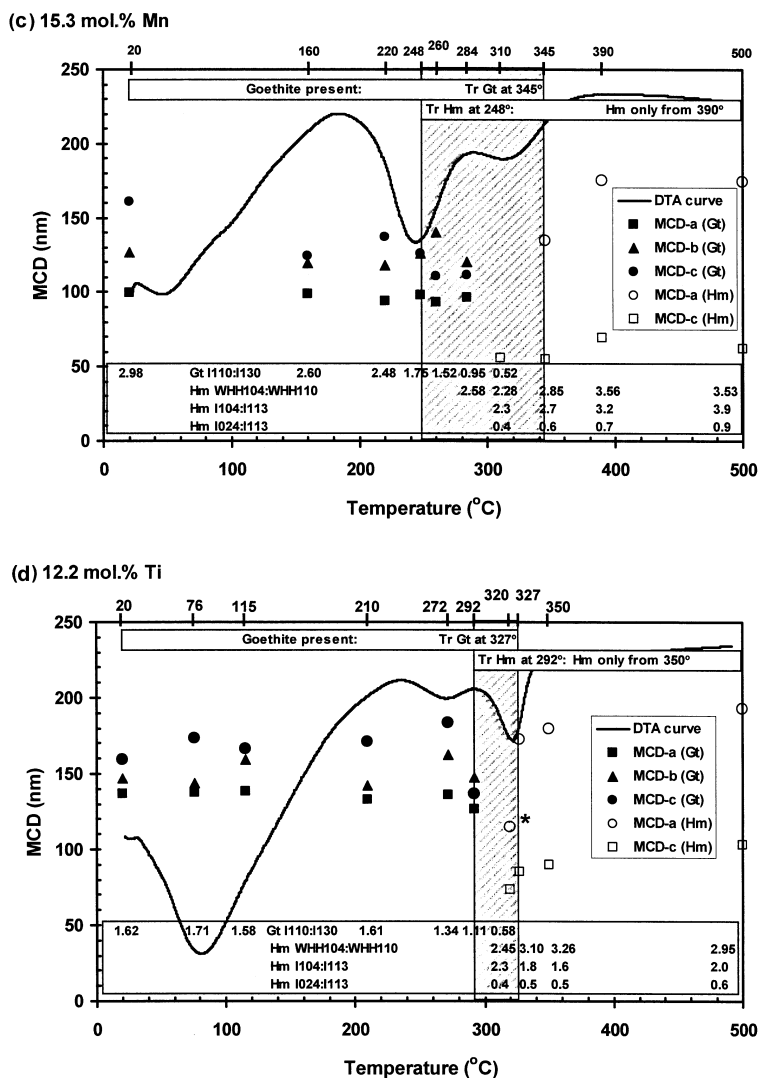 (c) 15.3 mol.% Mn
20 160 220 248 260 284 310 345 390 500
250
Goethite present: Tr Gt at 345º
Tr Hm at 248º: Hm only from 390º
200
DTA curve
MCD-a (Gt)
150
MCD-b (Gt)
MCD-c (Gt)
MCD-a (Hm)
MCD-c (Hm)
MCD (nm)
100
50
2.98 Gt I110:I130 2.60 2.48 1.75 1.52 0.95 0.52
Hm WHH104:WHH110 2.58 2.28 2.85 3.56 3.53
Hm I104:I113 2.3 2.7 3.2 3.9
Hm I024:I113 0.4 0.6 0.7 0.9
0
0 100 200 300 400 500
Temperature (°C)
(d) 12.2 mol.% Ti
20 76 115 210 272 292 320 327 350
250
Goethite present: Tr Gt at 327º
Tr Hm at 292º: Hm only from 350º
200
DTA curve
MCD-a (Gt)
150
MCD-b (Gt)
MCD-c (Gt)
*
MCD-a (Hm)
MCD-c (Hm)
MCD (nm)
100
50
1.62 1.71 1.58 Gt I110:I130 1.61 1.34 1.11 0.58
Hm WHH104:WHH110 2.45 3.10 3.26 2.95
Hm I104:I113 2.3 1.8 1.6 2.0
Hm I024:I113 0.4 0.5 0.5 0.6
0
0 100 200 300 400 500
Temperature (°C)